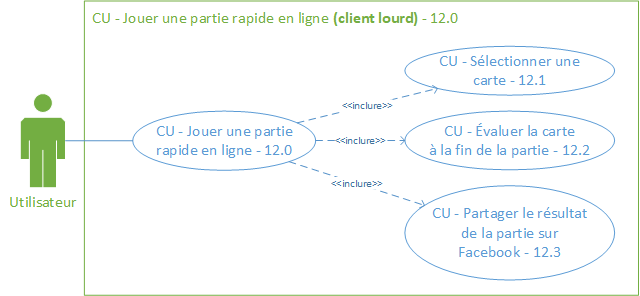 CU - Jouer une partie rapide en ligne (client lourd) - 12.0
CU - Sélectionner une
carte - 12.1
<<inclure>>
CU - Jouer une partie
rapide en ligne - 12.0
<<inclure>>
CU - Évaluer la carte
à la fin de la partie - 12.2
<<inclure>>
Utilisateur
CU - Partager le résultat
de la partie sur
Facebook - 12.3